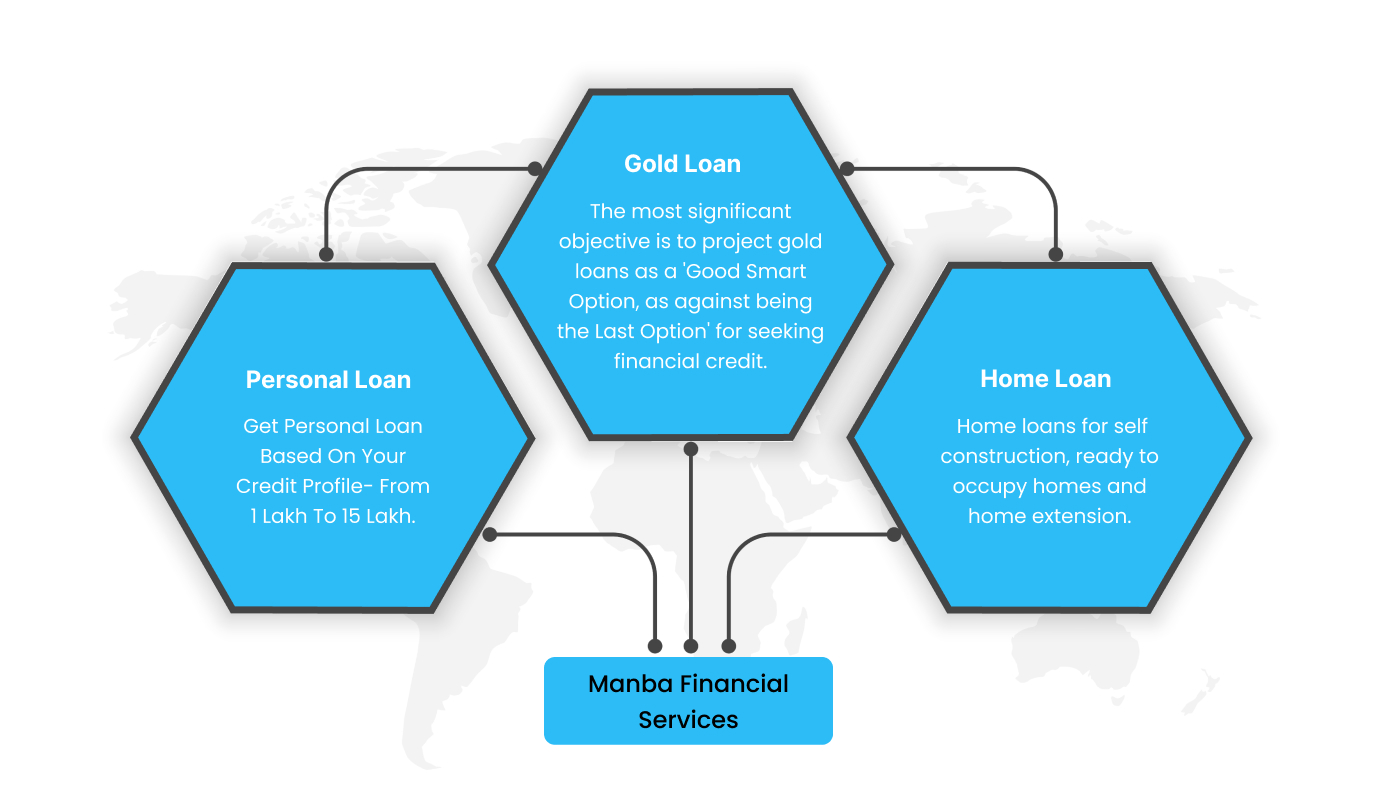 Gold Loan
The most significant
objective is to project gold
loans as a 'Good Smart
Option, as against being
the Last Option' for seeking
financial credit.
Personal Loan
Get Personal Loan
Based On Your
Credit Profile- From
1 Lakh To 15 Lakh.
Home Loan
Home loans for self
construction, ready to
occupy homes and
home extension.
Manba Financial
Services